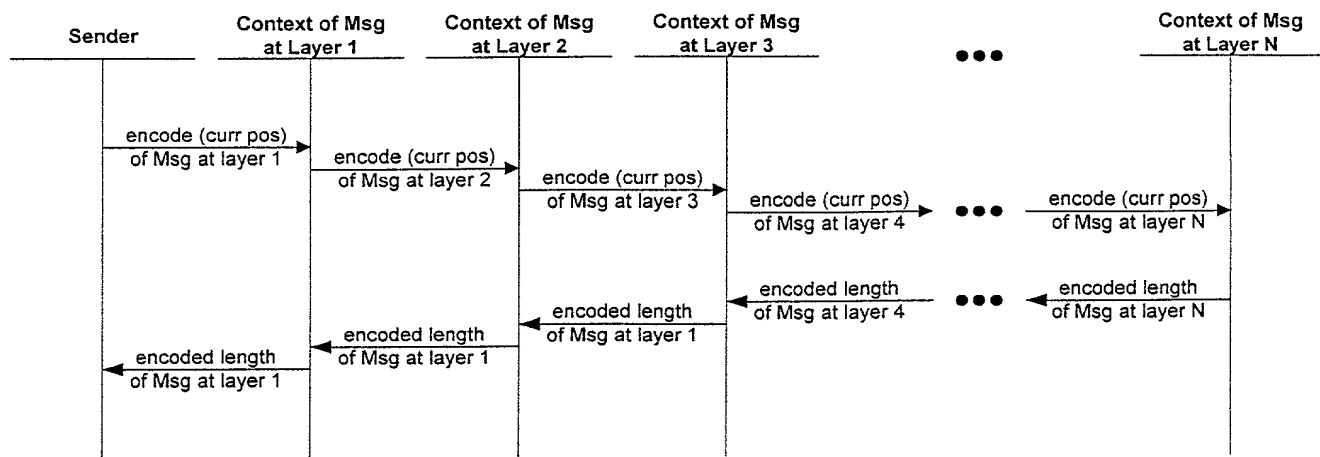 Sender
Context of Msg
at Layer 1
Context of Msg
at Layer 2
Context of Msg
at Layer 3
●●●
Context of Msg
at Layer N
encode (curr pos)
of Msg at layer 1
encode (curr pos)
of Msg at layer 2
encode (curr pos)
of Msg at layer 3
encode (curr pos)
of Msg at layer 4
●●●
encode (curr pos)
of Msg at layer N
encoded length
of Msg at layer N
●●●
encoded length
of Msg at layer 4
encoded length
of Msg at layer 1
encoded length
of Msg at layer 1
encoded length
of Msg at layer 1